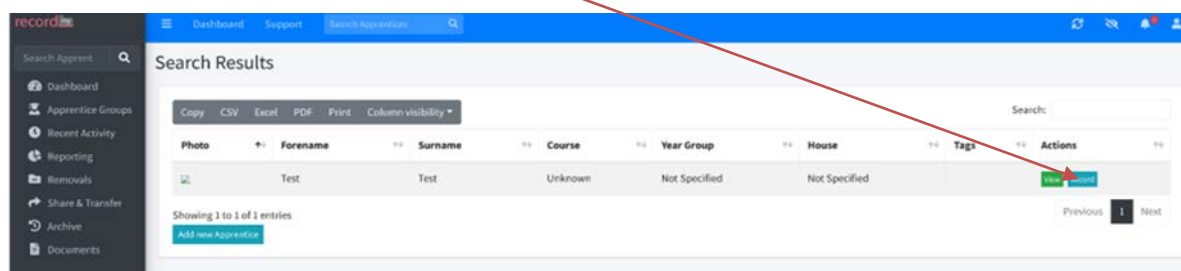 record
Dashboard Support Search Apprentices
Search Apprent
Search Results
Dashboard
Apprentice Groups
Recent Activity
Reporting
Removals
Share & Transfer
Archive
Documents
Copy CSV Excel PDF Print Column visibility
Search:
Photo Forename Surname Course Year Group House Tags Actions
Test Test Unknown Not Specified Not Specified View Record
Showing 1 to 1 of 1 entries
Previous 1 Next
Add new Apprentice